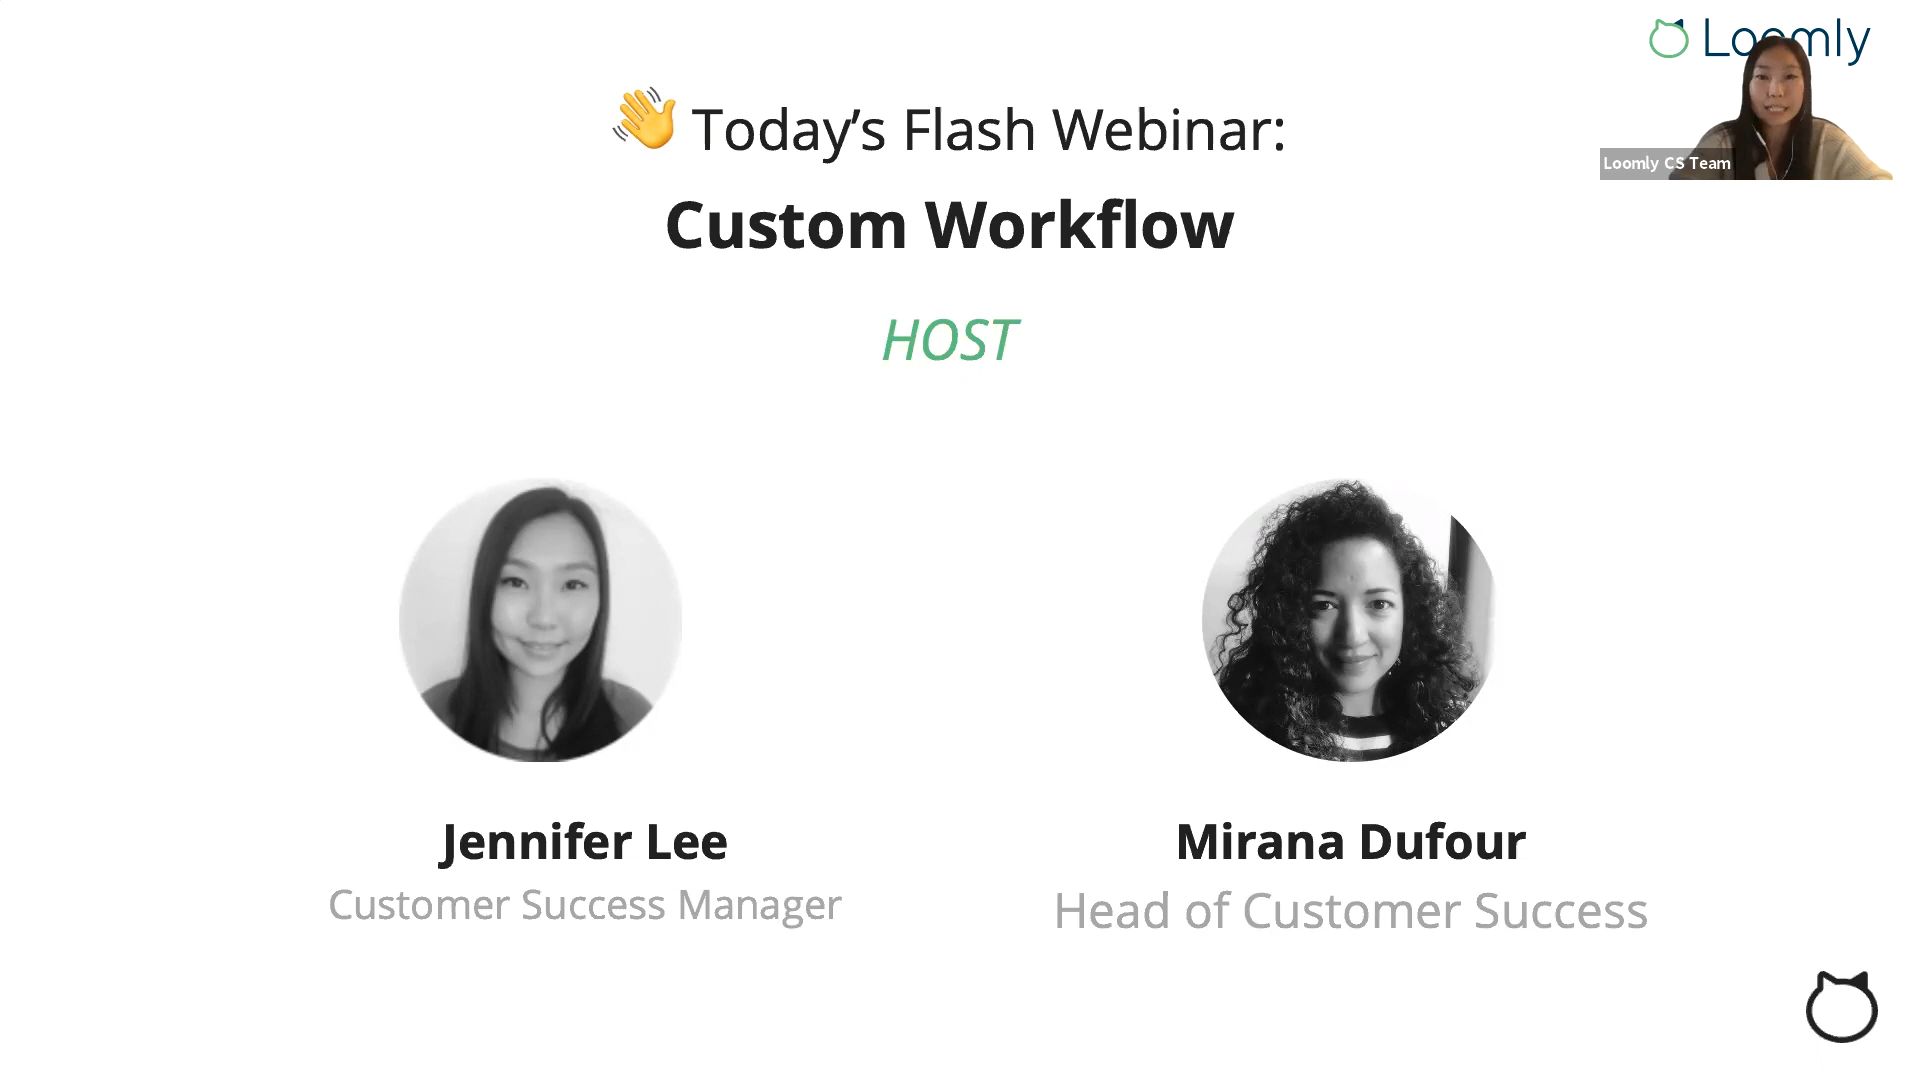 Loomly
Loomly CS Team
👋 Today’s Flash Webinar:
Custom Workflow
HOST
Jennifer Lee
Customer Success Manager
Mirana Dufour
Head of Customer Success